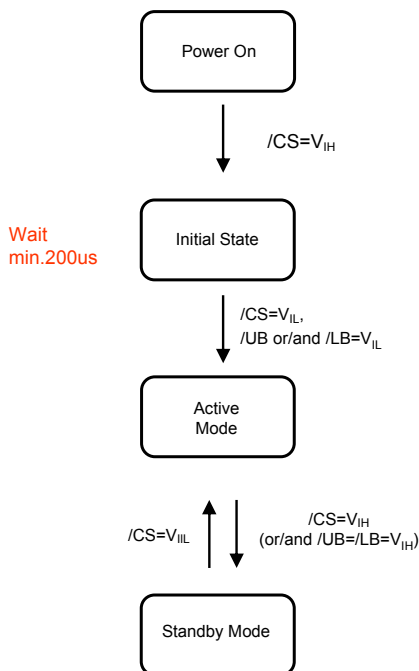 Power On
/CS=VIH
Wait
min.200us
Initial State
/CS=VIL,
/UB or/and /LB=VIL
Active
Mode
/CS=VIIL
/CS=VIH
(or/and /UB=/LB=VIH)
Standby Mode